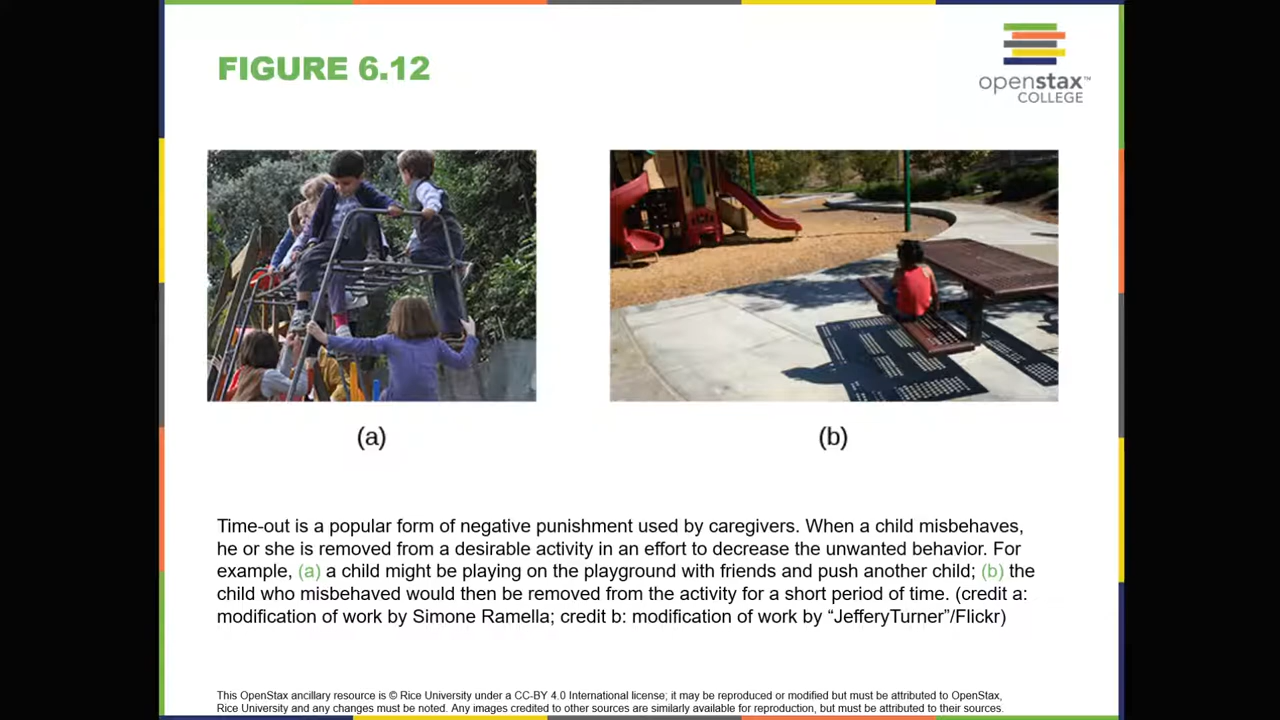 FIGURE 6.12
openstax™
COLLEGE
(a)
(b)
Time-out is a popular form of negative punishment used by caregivers. When a child misbehaves,
he or she is removed from a desirable activity in an effort to decrease the unwanted behavior. For
example, (a) a child might be playing on the playground with friends and push another child; (b) the
child who misbehaved would then be removed from the activity for a short period of time. (credit a:
modification of work by Simone Ramella; credit b: modification of work by “JefferyTurner”/Flickr)
This OpenStax ancillary resource is © Rice University under a CC-BY 4.0 International license; it may be reproduced or modified but must be attributed to OpenStax,
Rice University and any changes must be noted. Any images credited to other sources are similarly available for reproduction, but must be attributed to their sources.